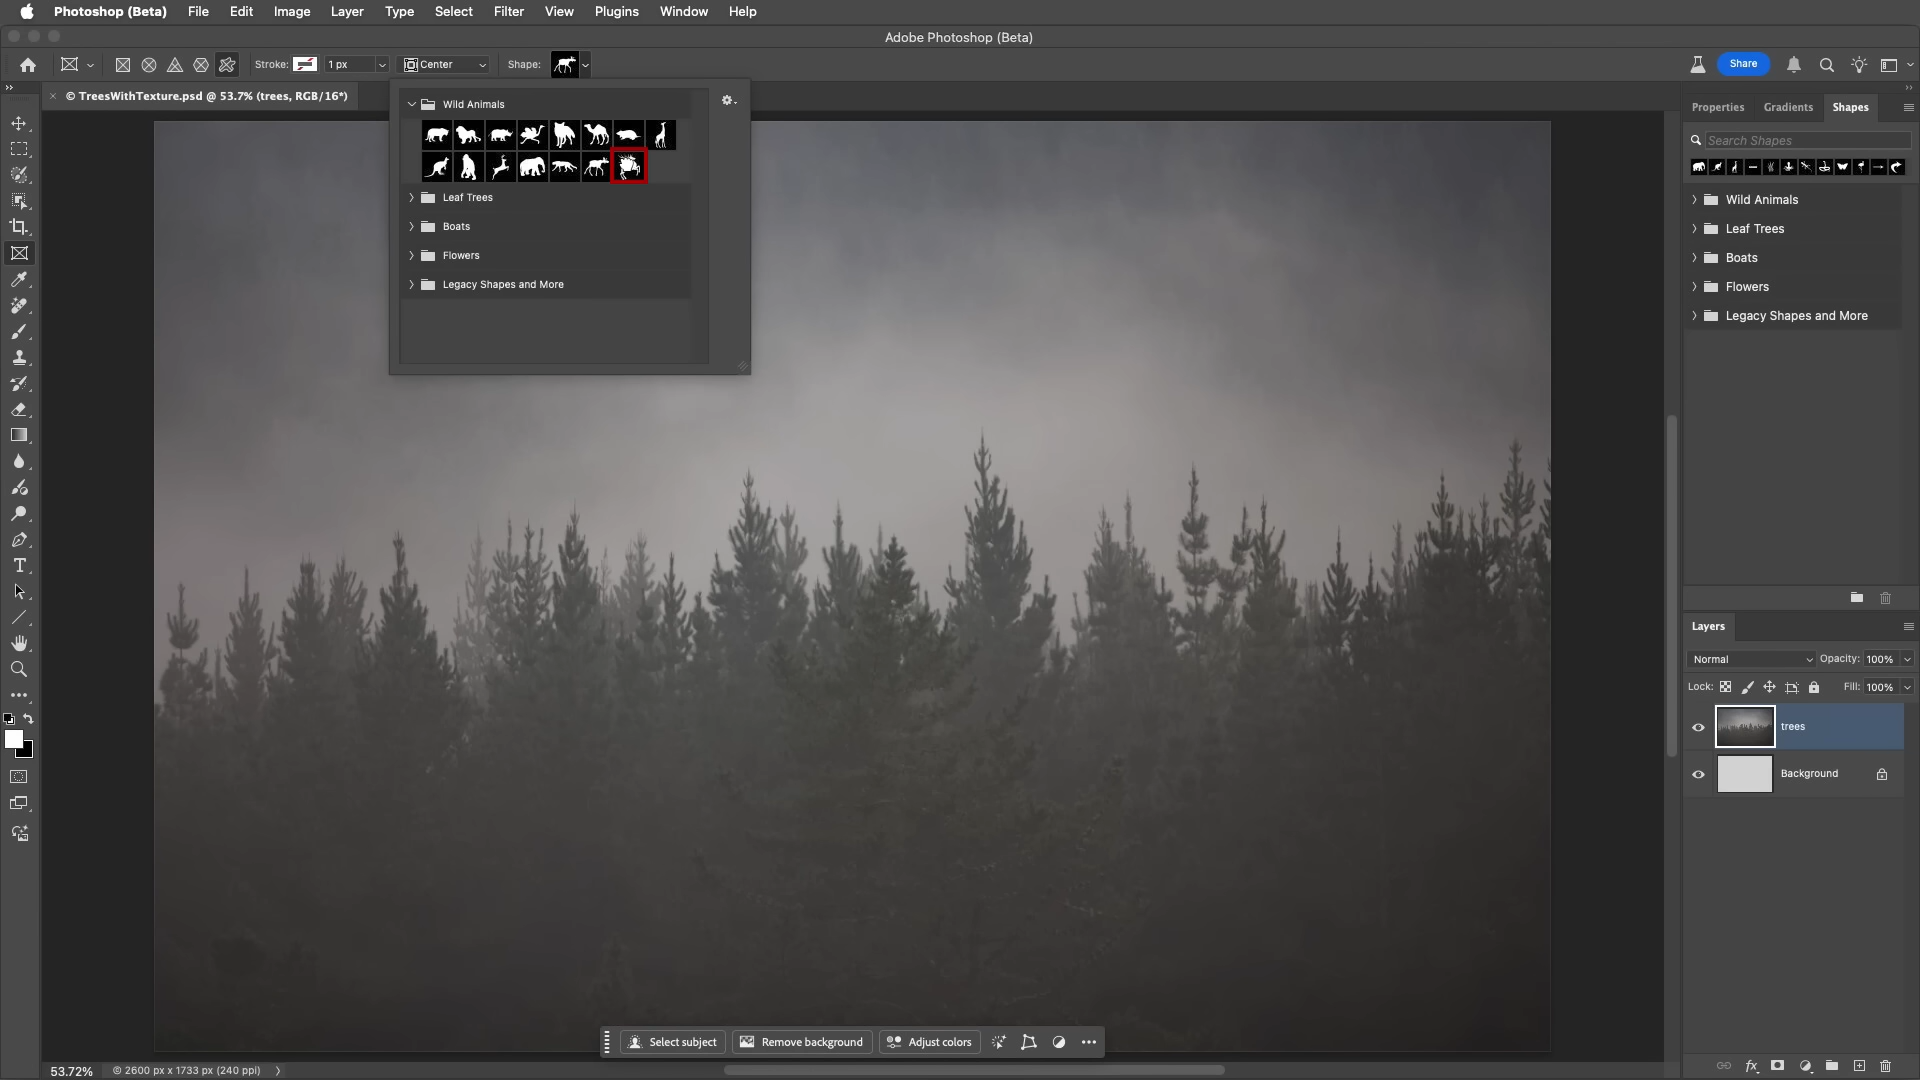 Photoshop (Beta) File Edit Image Layer Type Select Filter View Plugins Window Help
Adobe Photoshop (Beta)
Stroke: 1 px Center Shape: Share
© TreesWithTexture.psd @ 53.7% (trees, RGB/16*)
Wild Animals
Leaf Trees
Boats
Flowers
Legacy Shapes and More
Properties Gradients Shapes
Search Shapes
Wild Animals
Leaf Trees
Boats
Flowers
Legacy Shapes and More
Layers
Normal Opacity: 100%
Lock: Fill: 100%
trees
Background
Select subject Remove background Adjust colors
53.72% © 2600 px x 1733 px (240 ppi)